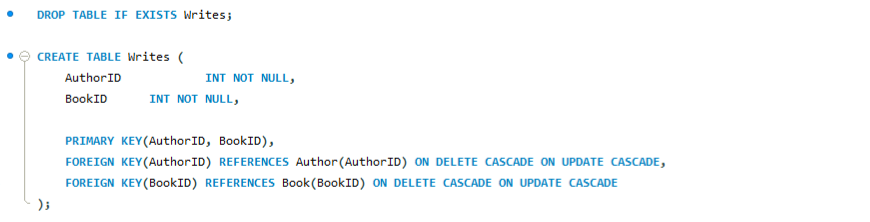 DROP TABLE IF EXISTS Writes;
CREATE TABLE Writes (
AuthorID INT NOT NULL,
BookID INT NOT NULL,
PRIMARY KEY(AuthorID, BookID),
FOREIGN KEY(AuthorID) REFERENCES Author(AuthorID) ON DELETE CASCADE ON UPDATE CASCADE,
FOREIGN KEY(BookID) REFERENCES Book(BookID) ON DELETE CASCADE ON UPDATE CASCADE
);